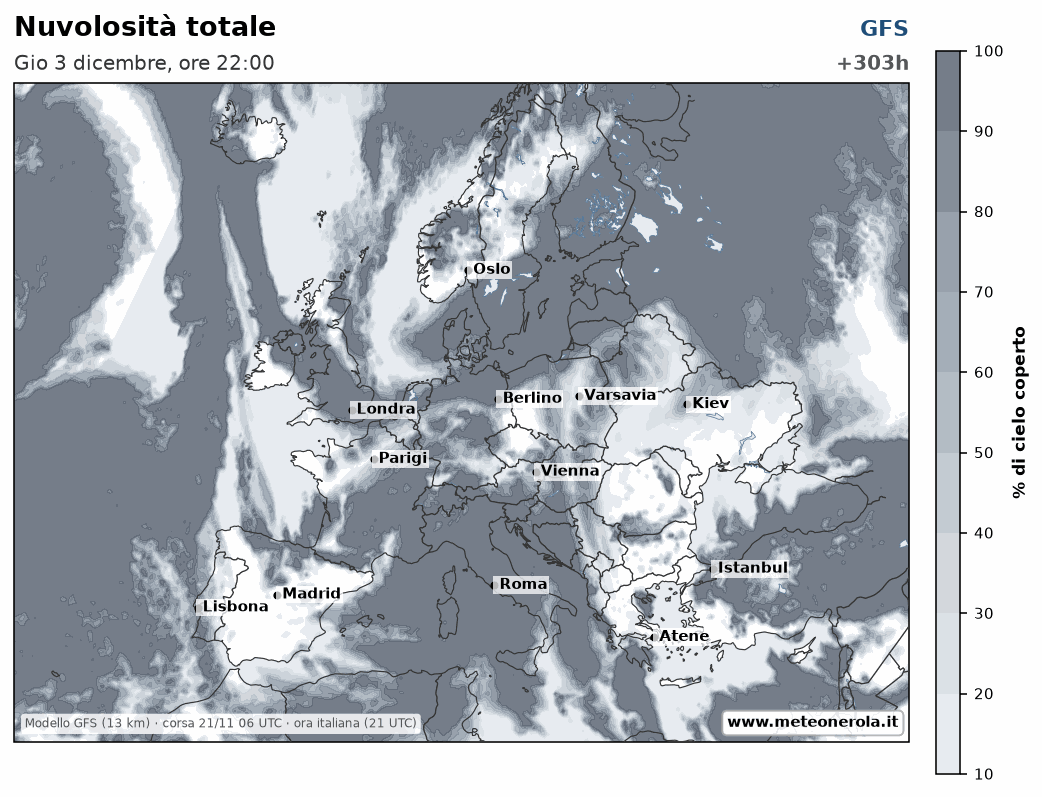 Nuvolosità totale
GFS
Gio 3 dicembre, ore 22:00
+303h
100
90
80
70
60
50
40
30
20
10
% di cielo coperto
Oslo
Berlino
Varsavia
Kiev
Londra
Parigi
Vienna
Istanbul
Roma
Madrid
Lisbona
Atene
Modello GFS (13 km) · corsa 21/11 06 UTC · ora italiana (21 UTC)
www.meteonerola.it